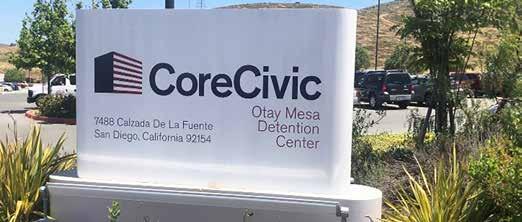 CoreCivic
Otay Mesa
Detention
Center
7488 Calzada De La Fuente
San Diego, California 92154